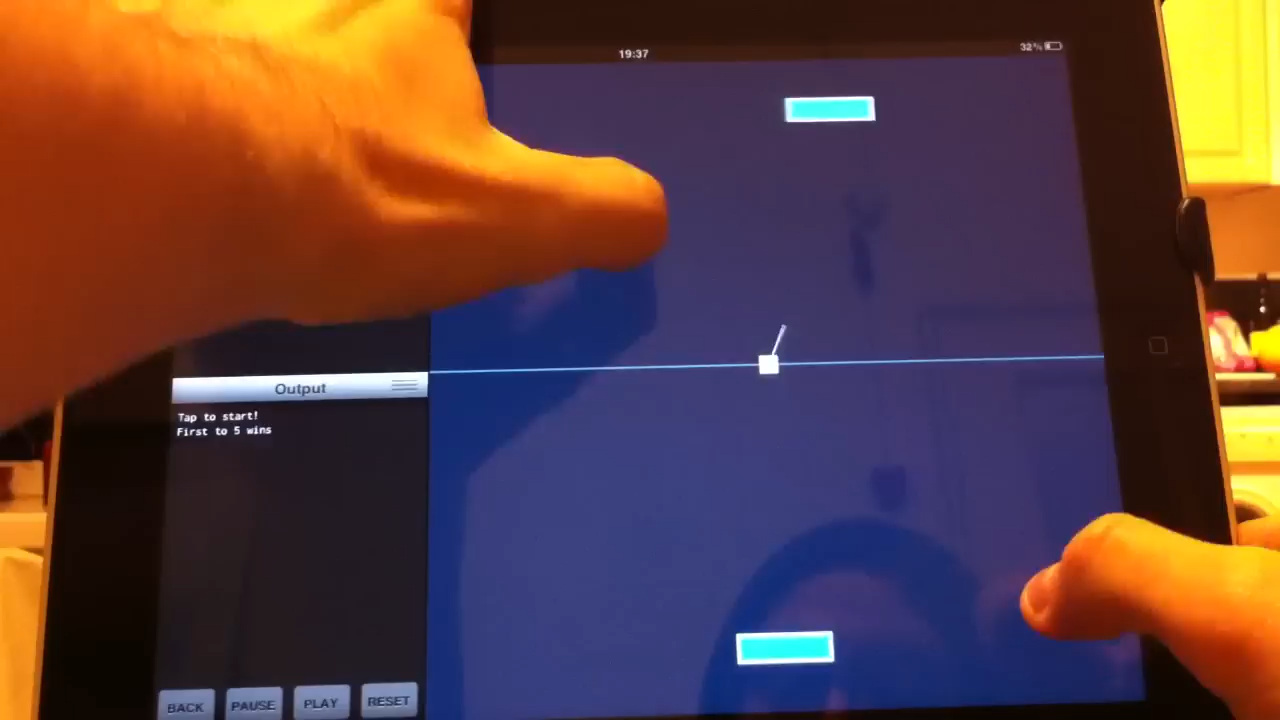 19:37
32%
Output
Tap to start!
First to 5 wins
BACK PAUSE PLAY RESET